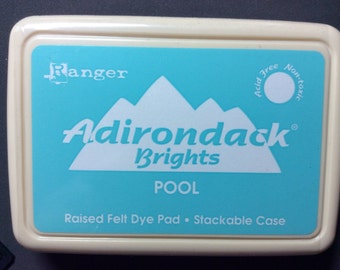 Ranger
Acid Free Non-toxic
Adirondack®
Brights
POOL
Raised Felt Dye Pad • Stackable Case